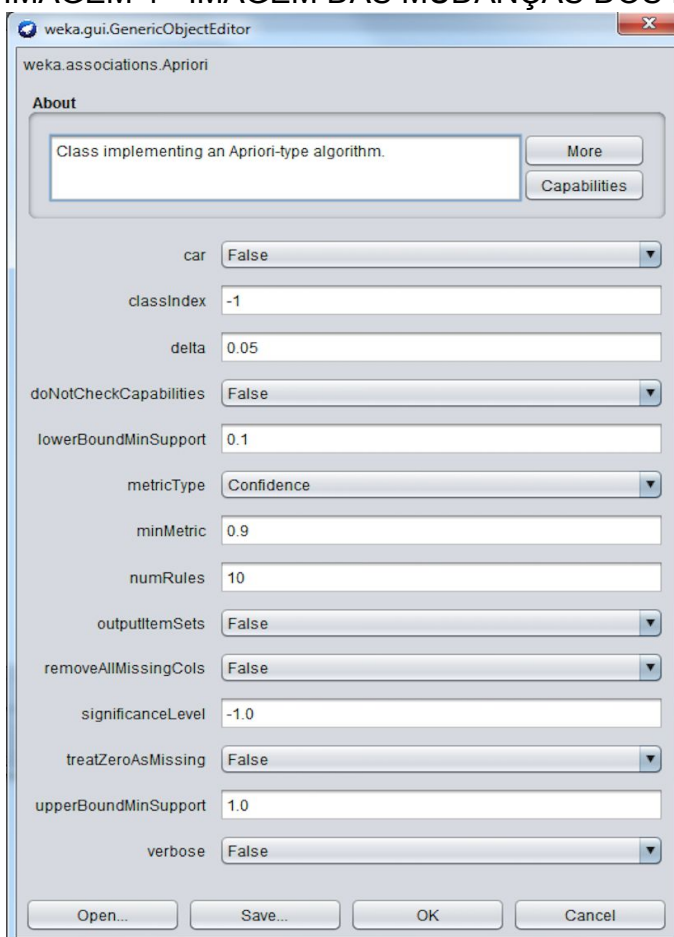 weka.gui.GenericObjectEditor
weka.associations.Apriori
About
Class implementing an Apriori-type algorithm.
More
Capabilities
car False
classIndex -1
delta 0.05
doNotCheckCapabilities False
lowerBoundMinSupport 0.1
metricType Confidence
minMetric 0.9
numRules 10
outputItemSets False
removeAllMissingCols False
significanceLevel -1.0
treatZeroAsMissing False
upperBoundMinSupport 1.0
verbose False
Open... Save... OK Cancel